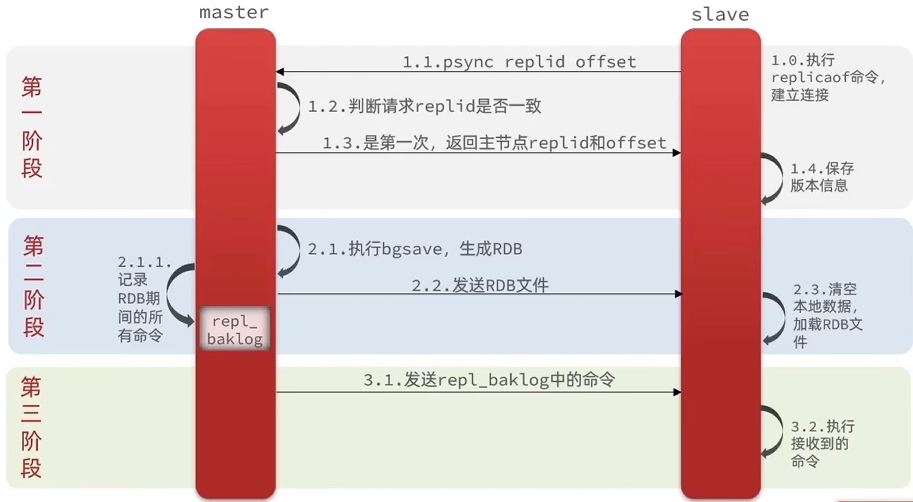 master
slave
第一阶段
1.0.执行
replicaof命令，
建立连接
1.1.psync replid offset
1.2.判断请求replid是否一致
1.3.是第一次，返回主节点replid和offset
1.4.保存
版本信息
第二阶段
2.1.执行bgsave，生成RDB
2.1.1.
记录
RDB期
间的所
有命令
repl_
baklog
2.2.发送RDB文件
2.3.清空
本地数据，
加载RDB文
件
第三阶段
3.1.发送repl_baklog中的命令
3.2.执行
接收到的
命令